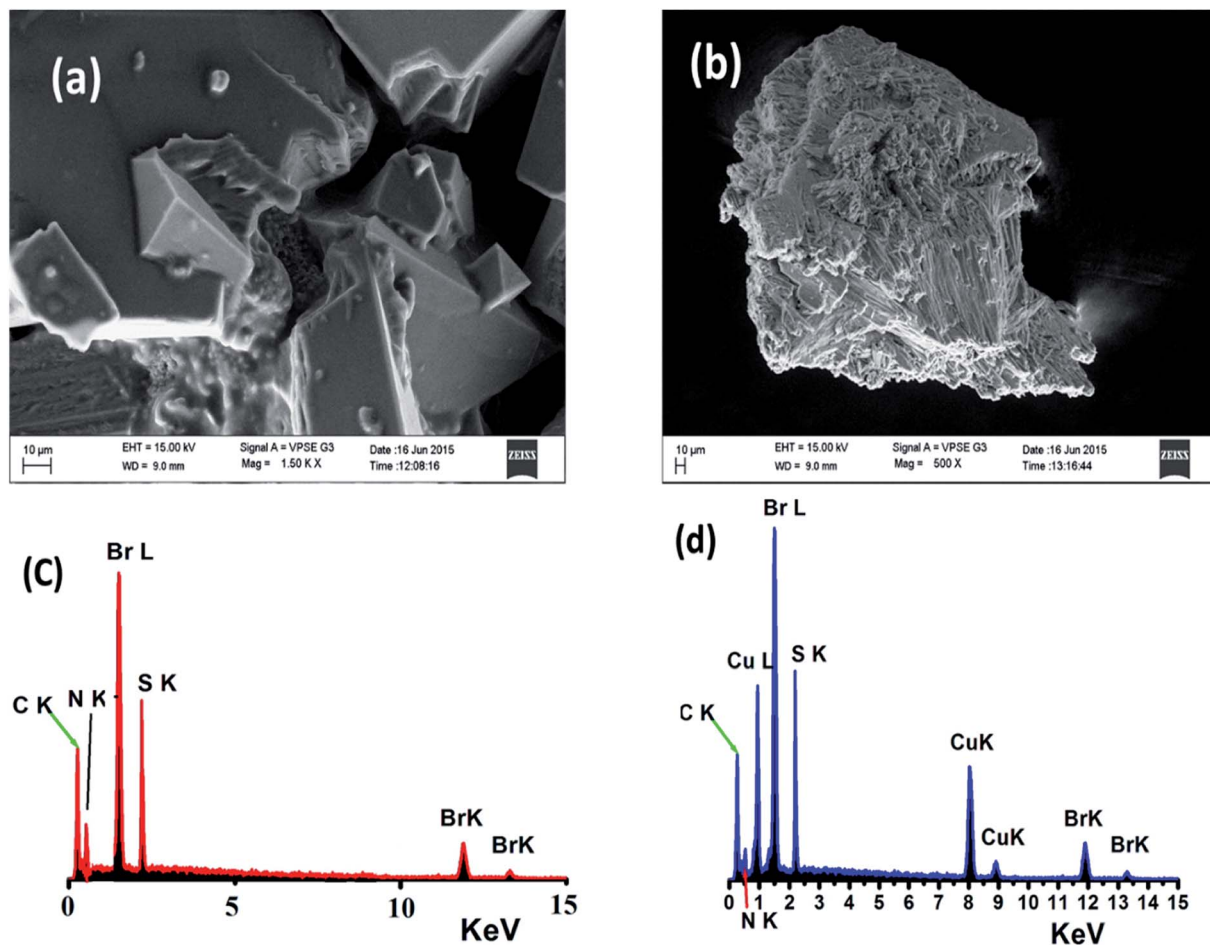 (a)
10 µm
EHT = 15.00 kV
WD = 9.0 mm
Signal A = VPSE G3
Mag = 1.50 K X
Date :16 Jun 2015
Time :12:08:16
ZEISS
(b)
10 µm
EHT = 15.00 kV
WD = 9.0 mm
Signal A = VPSE G3
Mag = 500 X
Date :16 Jun 2015
Time :13:16:44
ZEISS
(C)
Br L
S K
N K
C K
BrK
BrK
0 5 10 15
KeV
(d)
Br L
Cu L
S K
C K
CuK
CuK
BrK
BrK
0 1 2 3 4 5 6 7 8 9 10 11 12 13 14 15
N K
KeV